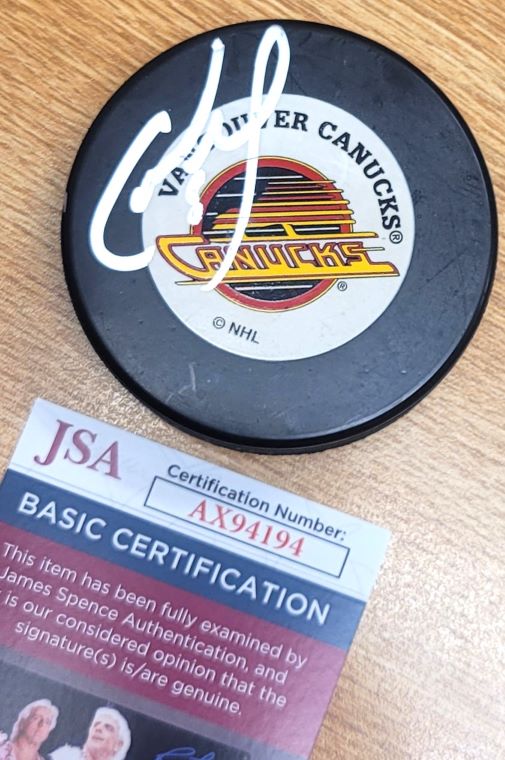 VANCOUVER CANUCKS®
CANUCKS
®
© NHL
JSA
Certification Number:
AX94194
BASIC CERTIFICATION
This item has been fully examined by
James Spence Authentication, and
is our considered opinion that the
signature(s) is/are genuine.